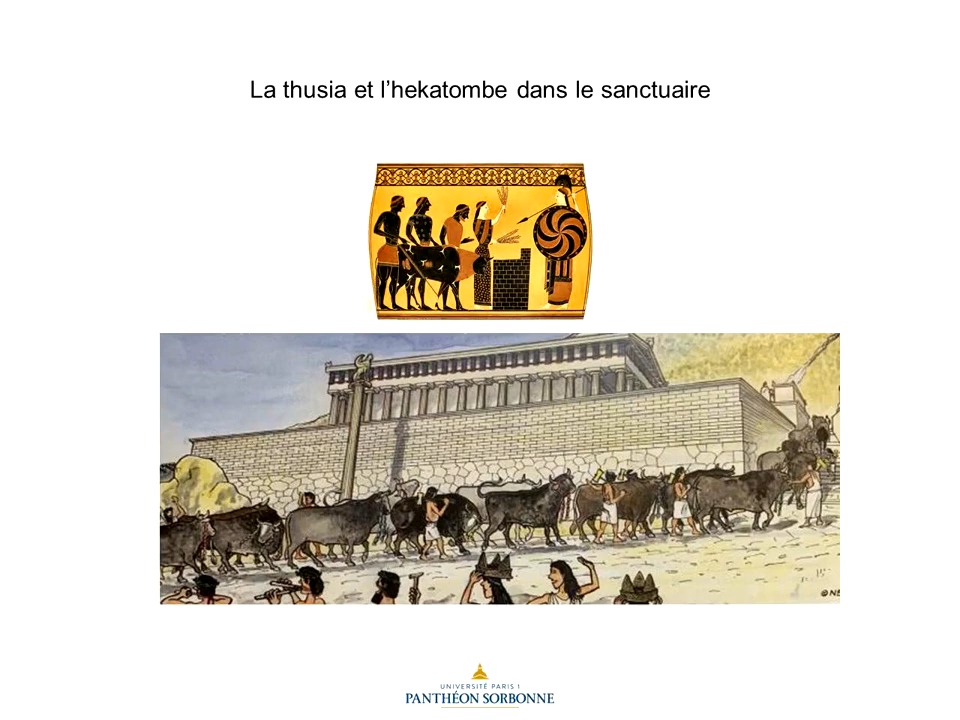 La thusia et l’hekatombe dans le sanctuaire
UNIVERSITÉ PARIS 1
PANTHÉON SORBONNE